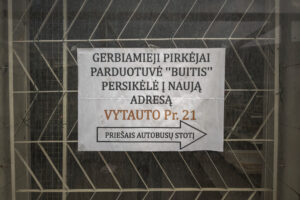 GERBIAMIEJI PIRKĖJAI
PARDUOTUVĖ "BUITIS"
PERSIKĖLĖ Į NAUJĄ
ADRESĄ
VYTAUTO Pr. 21
PRIEŠAIS AUTOBUSŲ STOTĮ